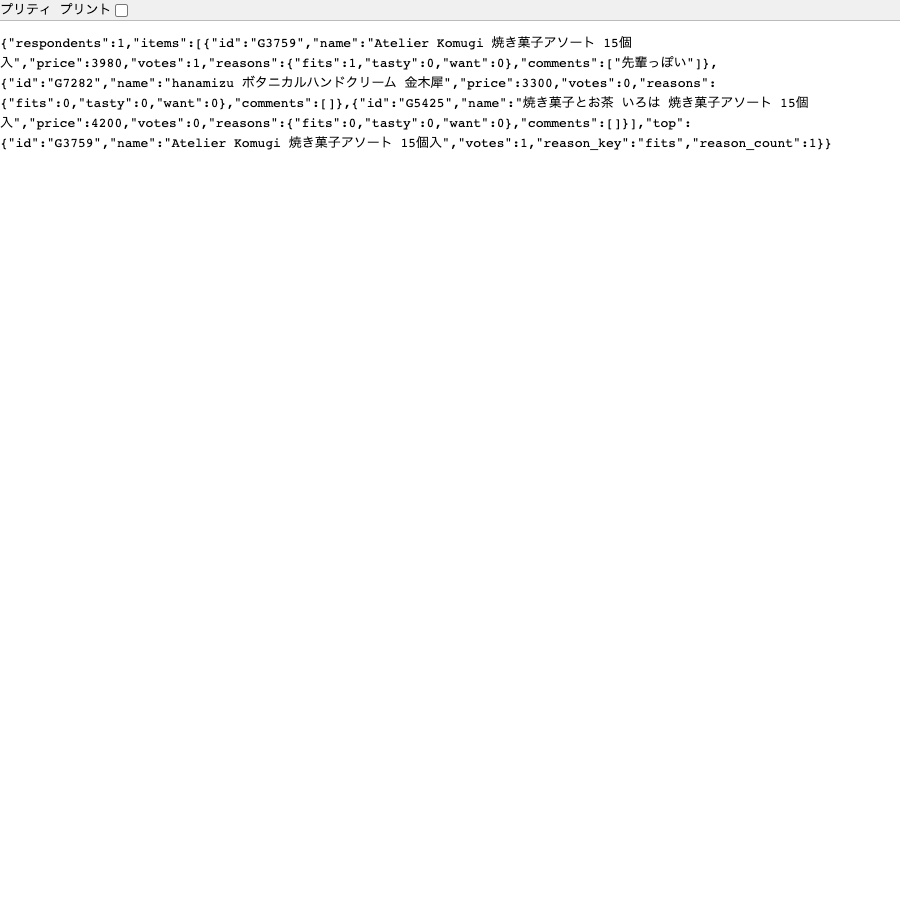 プリティ プリント
{"respondents":1,"items":[{"id":"G3759","name":"Atelier Komugi 焼き菓子アソート 15個
入","price":3980,"votes":1,"reasons":{"fits":1,"tasty":0,"want":0},"comments":["先輩っぽい"]},
{"id":"G7282","name":"hanamizu ボタニカルハンドクリーム 金木犀","price":3300,"votes":0,"reasons":
{"fits":0,"tasty":0,"want":0},"comments":[]},{"id":"G5425","name":"焼き菓子とお茶 いろは 焼き菓子アソート 15個
入","price":4200,"votes":0,"reasons":{"fits":0,"tasty":0,"want":0},"comments":[]}],"top":
{"id":"G3759","name":"Atelier Komugi 焼き菓子アソート 15個入","votes":1,"reason_key":"fits","reason_count":1}}